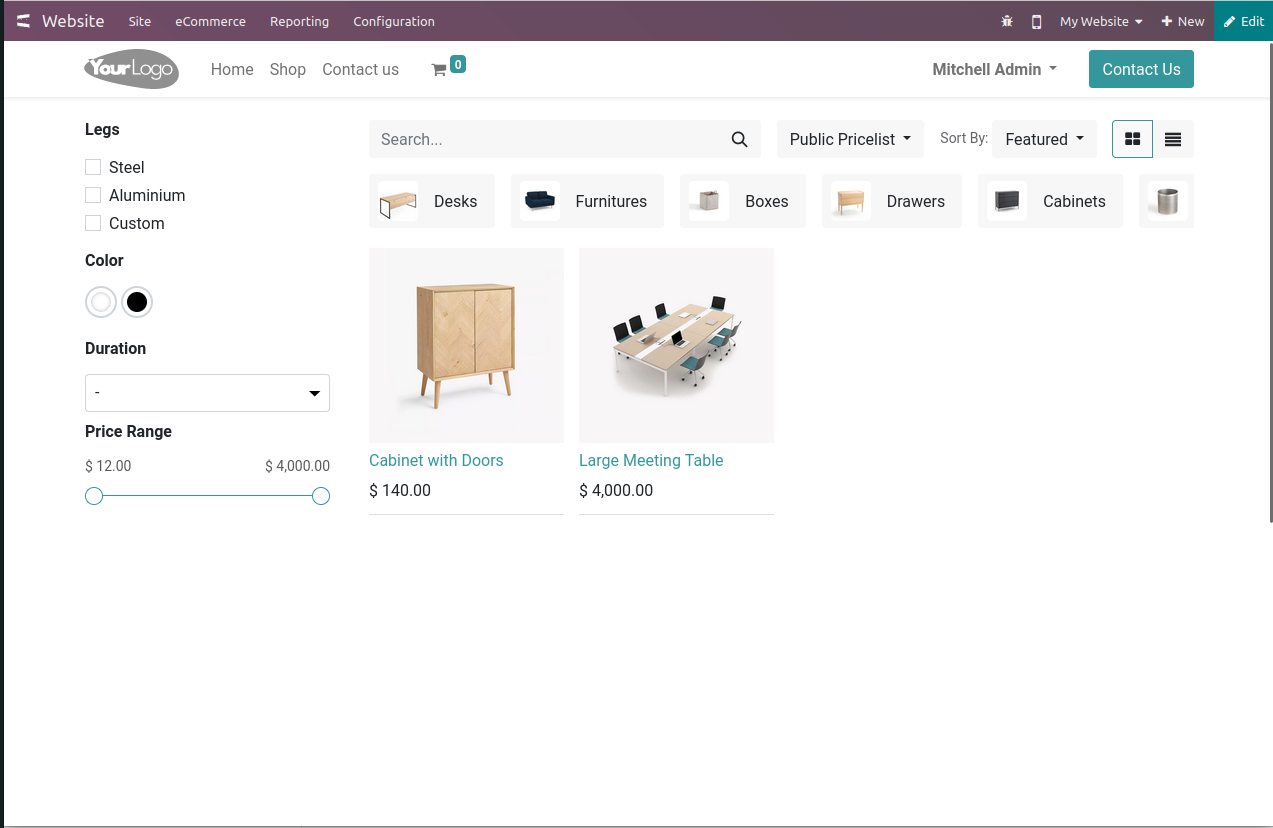 Website Site eCommerce Reporting Configuration My Website New Edit
YourLogo Home Shop Contact us 0 Mitchell Admin Contact Us
Legs
Steel
Aluminium
Custom
Color
Duration
-
Price Range
$ 12.00 $ 4,000.00
Search... Public Pricelist Sort By: Featured
Desks Furnitures Boxes Drawers Cabinets
Cabinet with Doors
$ 140.00
Large Meeting Table
$ 4,000.00